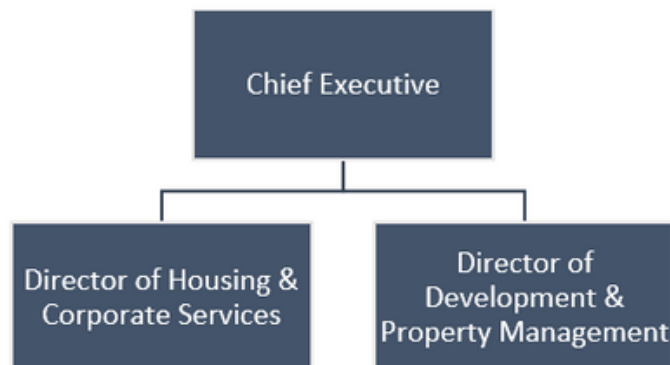 Chief Executive
Director of Housing &
Corporate Services
Director of
Development &
Property Management